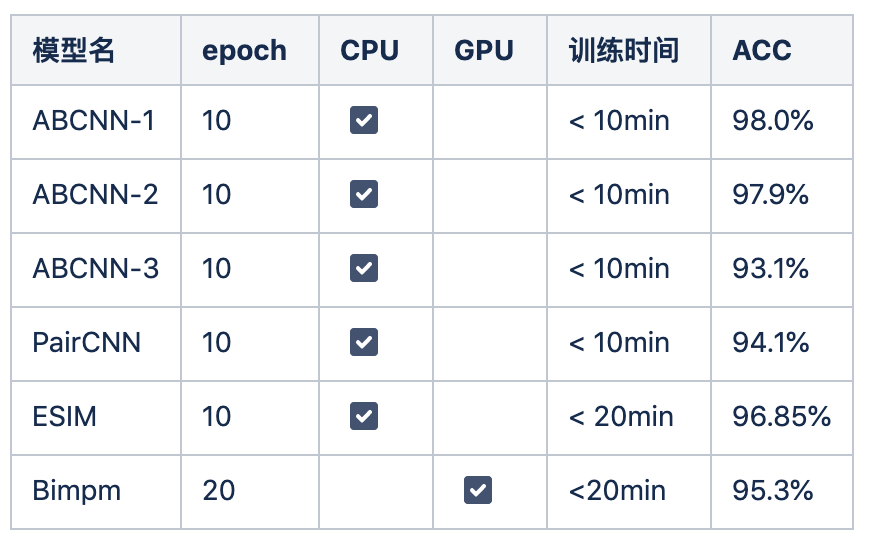 模型名 epoch CPU GPU 训练时间 ACC
ABCNN-1 10 < 10min 98.0%
ABCNN-2 10 < 10min 97.9%
ABCNN-3 10 < 10min 93.1%
PairCNN 10 < 10min 94.1%
ESIM 10 < 20min 96.85%
Bimpm 20 <20min 95.3%